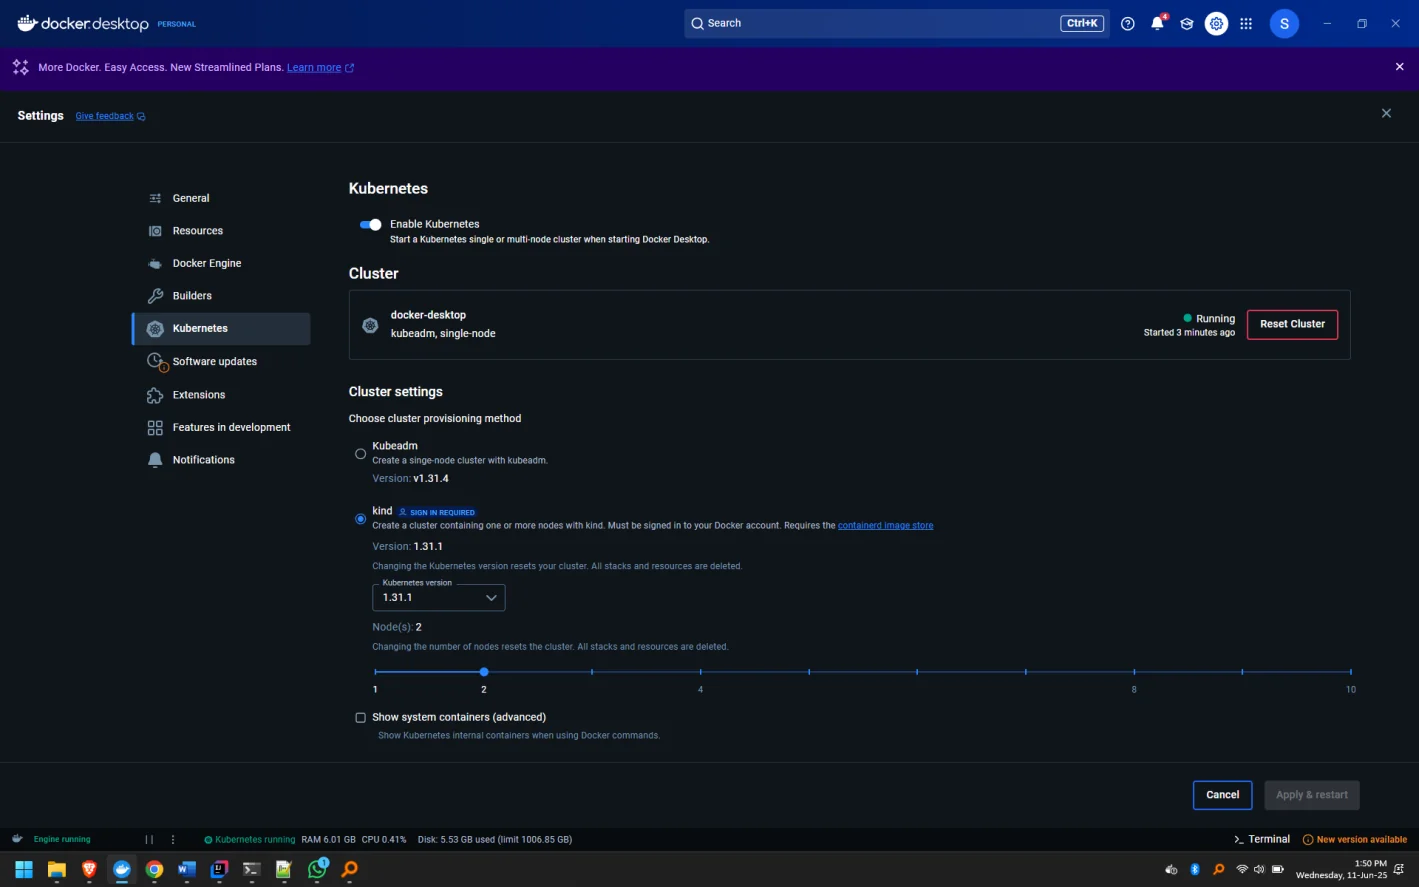 docker.desktop PERSONAL
Search Ctrl+K
4
S
More Docker. Easy Access. New Streamlined Plans. Learn more
Settings Give feedback
General
Resources
Docker Engine
Builders
Kubernetes
Software updates
Extensions
Features in development
Notifications
Kubernetes
Enable Kubernetes
Start a Kubernetes single or multi-node cluster when starting Docker Desktop.
Cluster
docker-desktop
kubeadm, single-node
Running
Started 3 minutes ago
Reset Cluster
Cluster settings
Choose cluster provisioning method
Kubeadm
Create a singe-node cluster with kubeadm.
Version: v1.31.4
kind SIGN IN REQUIRED
Create a cluster containing one or more nodes with kind. Must be signed in to your Docker account. Requires the containerd image store
Version: 1.31.1
Changing the Kubernetes version resets your cluster. All stacks and resources are deleted.
Kubernetes version
1.31.1
Node(s): 2
Changing the number of nodes resets the cluster. All stacks and resources are deleted.
1 2 4 8 10
Show system containers (advanced)
Show Kubernetes internal containers when using Docker commands.
Cancel Apply & restart
Engine running Kubernetes running RAM 6.01 GB CPU 0.41% Disk: 5.53 GB used (limit 1006.85 GB) Terminal New version available
1
1:50 PM
Wednesday, 11-Jun-25